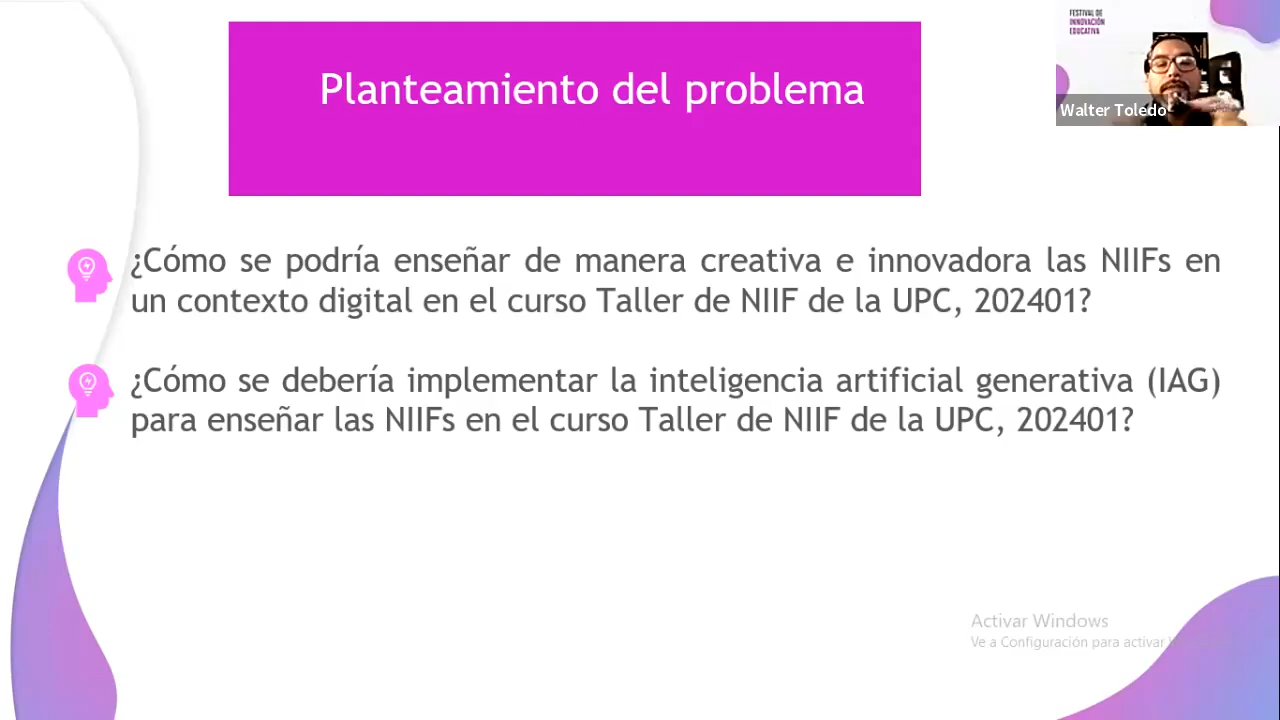 Planteamiento del problema
FESTIVAL DE
INNOVACIÓN
EDUCATIVA
Walter Toledo
¿Cómo se podría enseñar de manera creativa e innovadora las NIIFs en
un contexto digital en el curso Taller de NIIF de la UPC, 202401?
¿Cómo se debería implementar la inteligencia artificial generativa (IAG)
para enseñar las NIIFs en el curso Taller de NIIF de la UPC, 202401?
Activar Windows
Ve a Configuración para activar